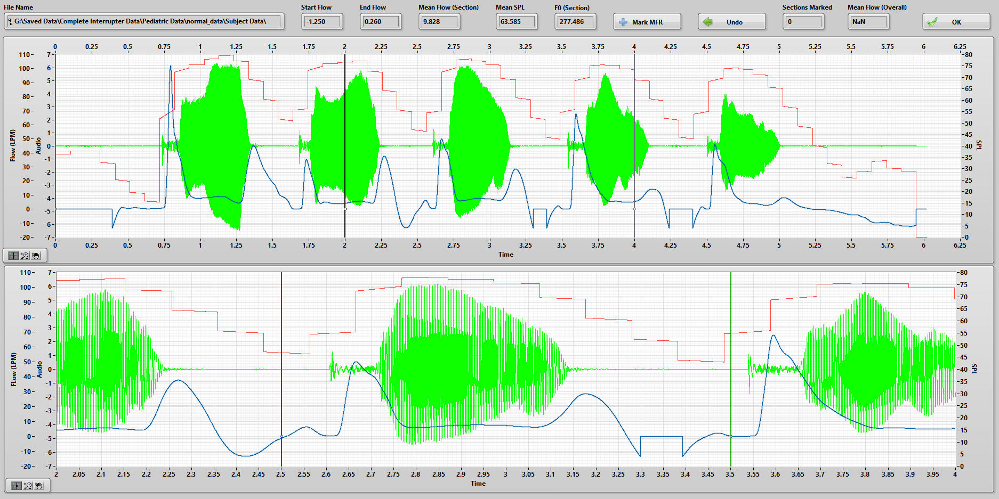 File Name
Start Flow
End Flow
Mean Flow (Section)
Mean SPL
F0 (Section)
Sections Marked
Mean Flow (Overall)
G:\Saved Data\Complete Interrupter Data\Pediatric Data\normal_data\Subject Data\
-1.250
0.260
9.828
63.585
277.486
Mark MFR
Undo
0
NaN
OK
0 0.25 0.5 0.75 1 1.25 1.5 1.75 2 2.25 2.5 2.75 3 3.25 3.5 3.75 4 4.25 4.5 4.75 5 5.25 5.5 5.75 6 6.25
Flow (LPM)
110 100 90 80 70 60 50 40 30 20 10 0 -10 -20
Audio
7 6 5 4 3 2 1 0 -1 -2 -3 -4 -5 -6 -7
80 75 70 65 60 55 50 45 40 35 30 25 20 15 10 5 0
SPL
0 0.25 0.5 0.75 1 1.25 1.5 1.75 2 2.25 2.5 2.75 3 3.25 3.5 3.75 4 4.25 4.5 4.75 5 5.25 5.5 5.75 6 6.25
Time
FLow (LPM)
110 100 90 80 70 60 50 40 30 20 10 0 -10 -20
Audio
7 6 5 4 3 2 1 0 -1 -2 -3 -4 -5 -6 -7
80 75 70 65 60 55 50 45 40 35 30 25 20 15 10 5 0
SPL
2 2.05 2.1 2.15 2.2 2.25 2.3 2.35 2.4 2.45 2.5 2.55 2.6 2.65 2.7 2.75 2.8 2.85 2.9 2.95 3 3.05 3.1 3.15 3.2 3.25 3.3 3.35 3.4 3.45 3.5 3.55 3.6 3.65 3.7 3.75 3.8 3.85 3.9 3.95 4
Time